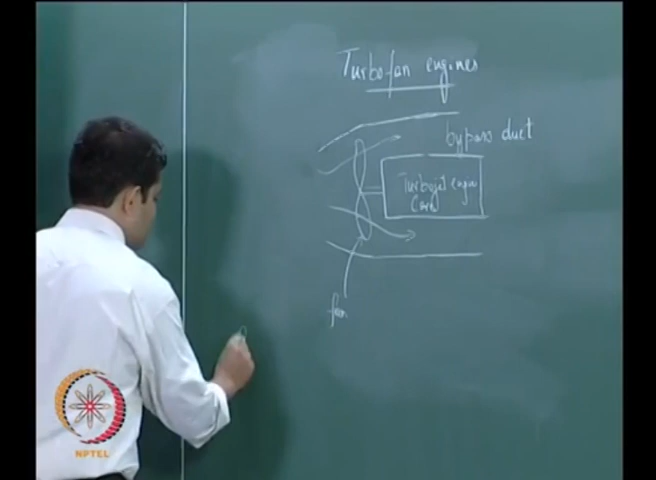 Turbofan engines
bypass duct
Turbojet engine
Core
fan
NPTEL